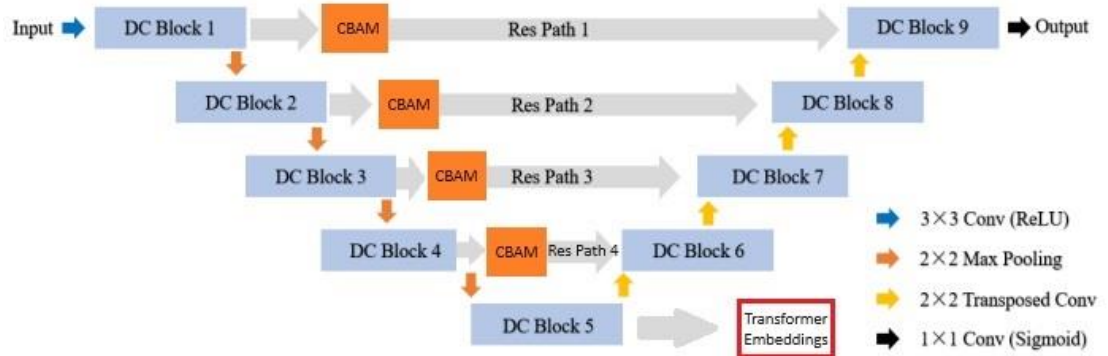 Input
DC Block 1
CBAM
Res Path 1
DC Block 9
Output
DC Block 2
CBAM
Res Path 2
DC Block 8
DC Block 3
CBAM
Res Path 3
DC Block 7
DC Block 4
CBAM
Res Path 4
DC Block 6
DC Block 5
Transformer
Embeddings
3×3 Conv (ReLU)
2×2 Max Pooling
2×2 Transposed Conv
1×1 Conv (Sigmoid)